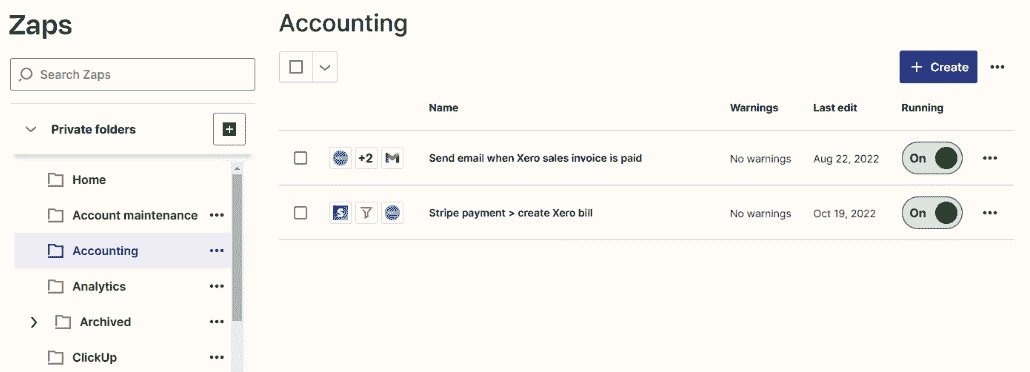 Zaps
Search Zaps
Private folders
Home
Account maintenance
Accounting
Analytics
Archived
ClickUp
Accounting
+ Create
Name Warnings Last edit Running
+2 Send email when Xero sales invoice is paid No warnings Aug 22, 2022 On
Stripe payment > create Xero bill No warnings Oct 19, 2022 On